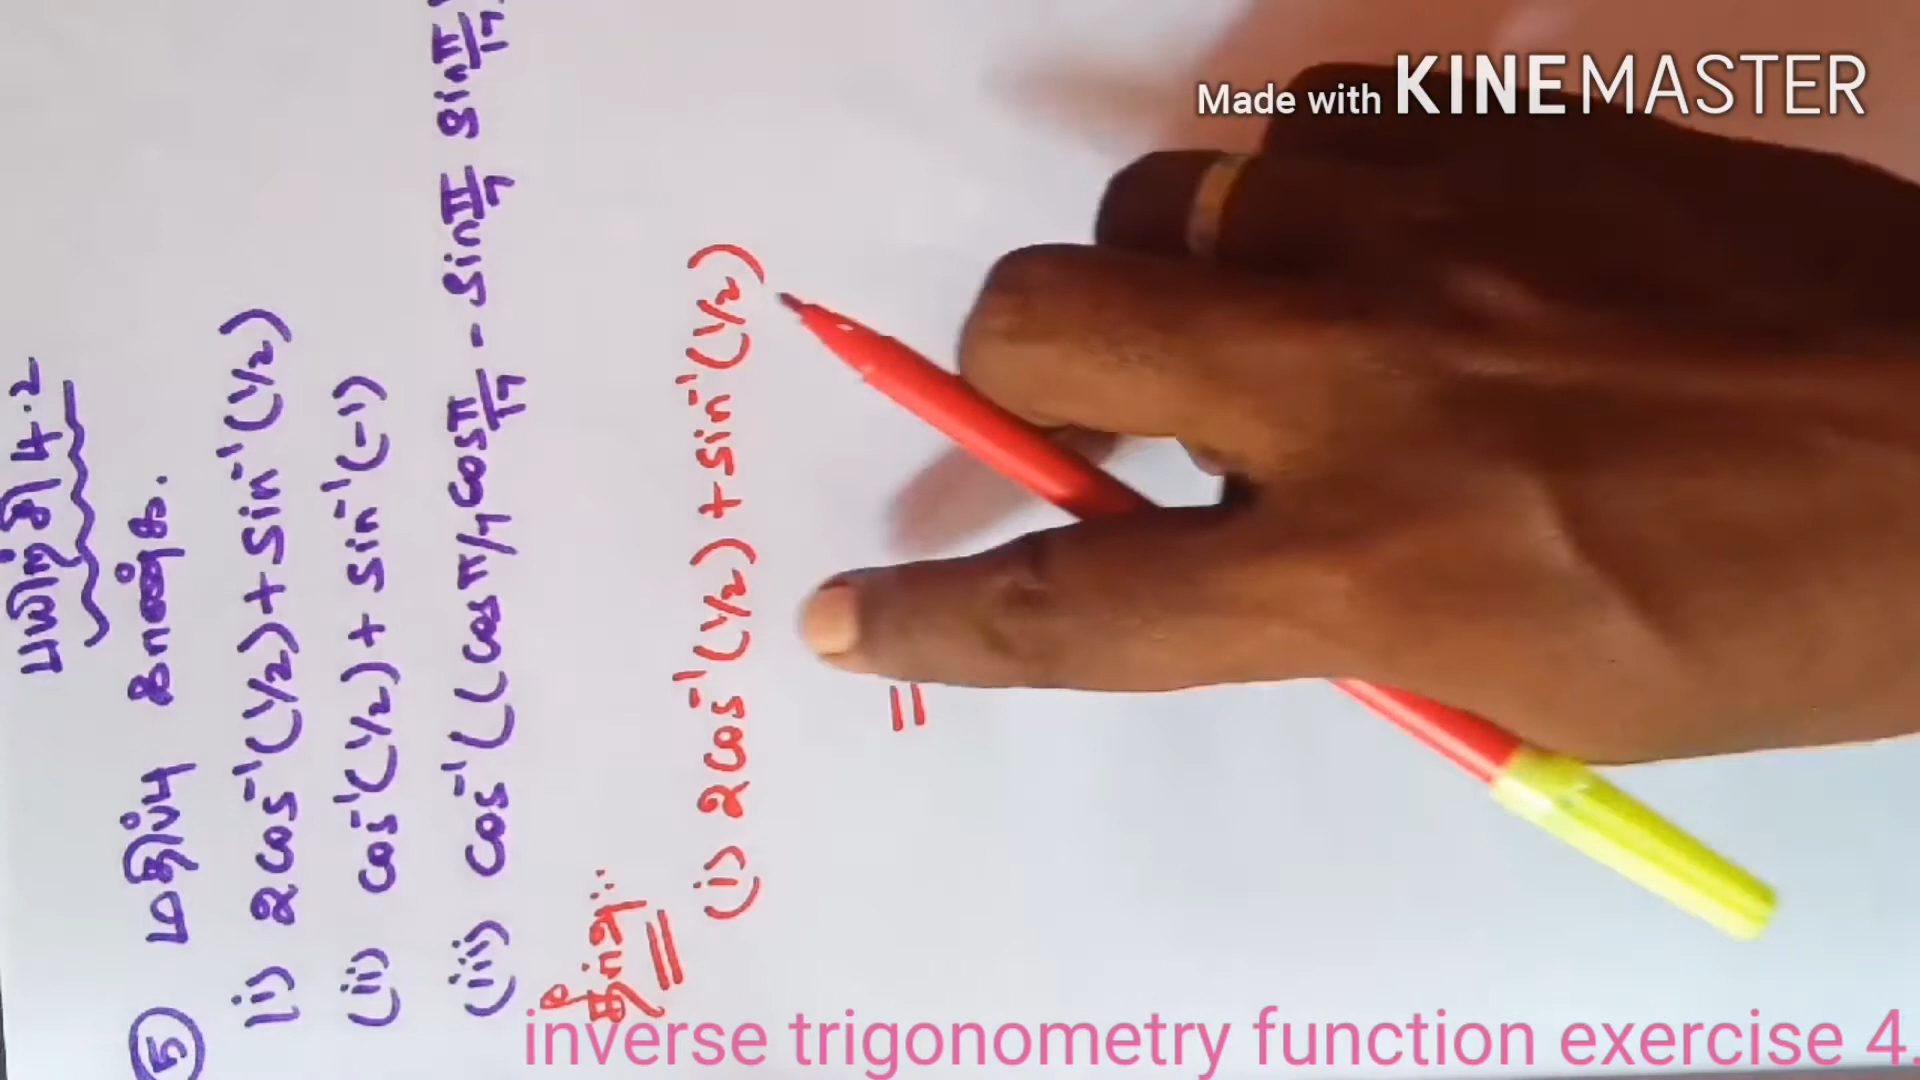 பயிற்சி 4.2
⑤ மதிப்பு காண்க.
(i) 2cos⁻¹(1/2)+sin⁻¹(1/2)
(ii) cos⁻¹(1/2)+ sin⁻¹(-1)
(iii) cos⁻¹((cos π/7 cos π/17 - sin π/7 sin π/17
தீர்வு:
(i) 2cos⁻¹(1/2)+sin⁻¹(1/2)
=
Made with KINEMASTER
inverse trigonometry function exercise 4.